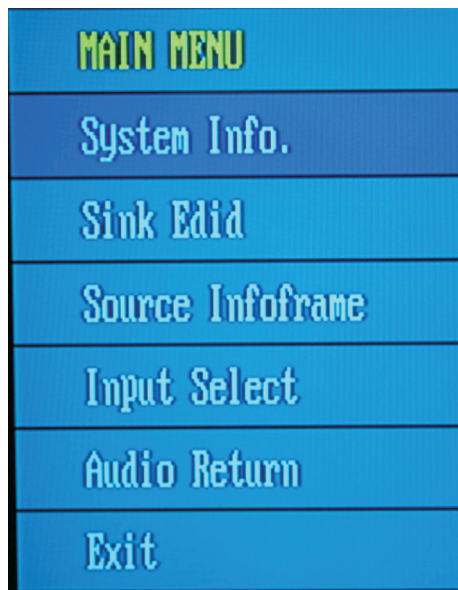 MAIN MENU
System Info.
Sink Edid
Source Infoframe
Input Select
Audio Return
Exit